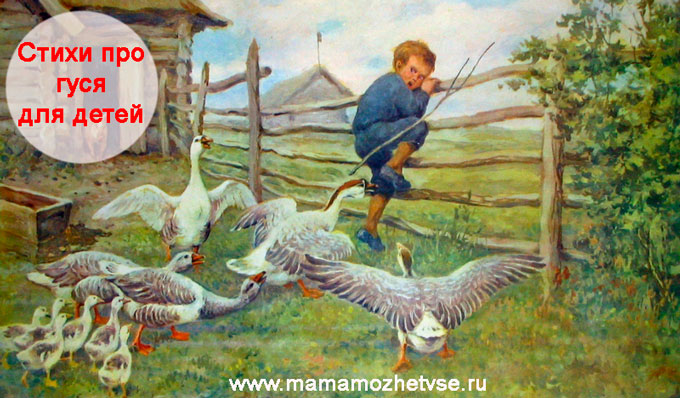 Стихи про
гуся
для детей
www.mamamozhetvse.ru